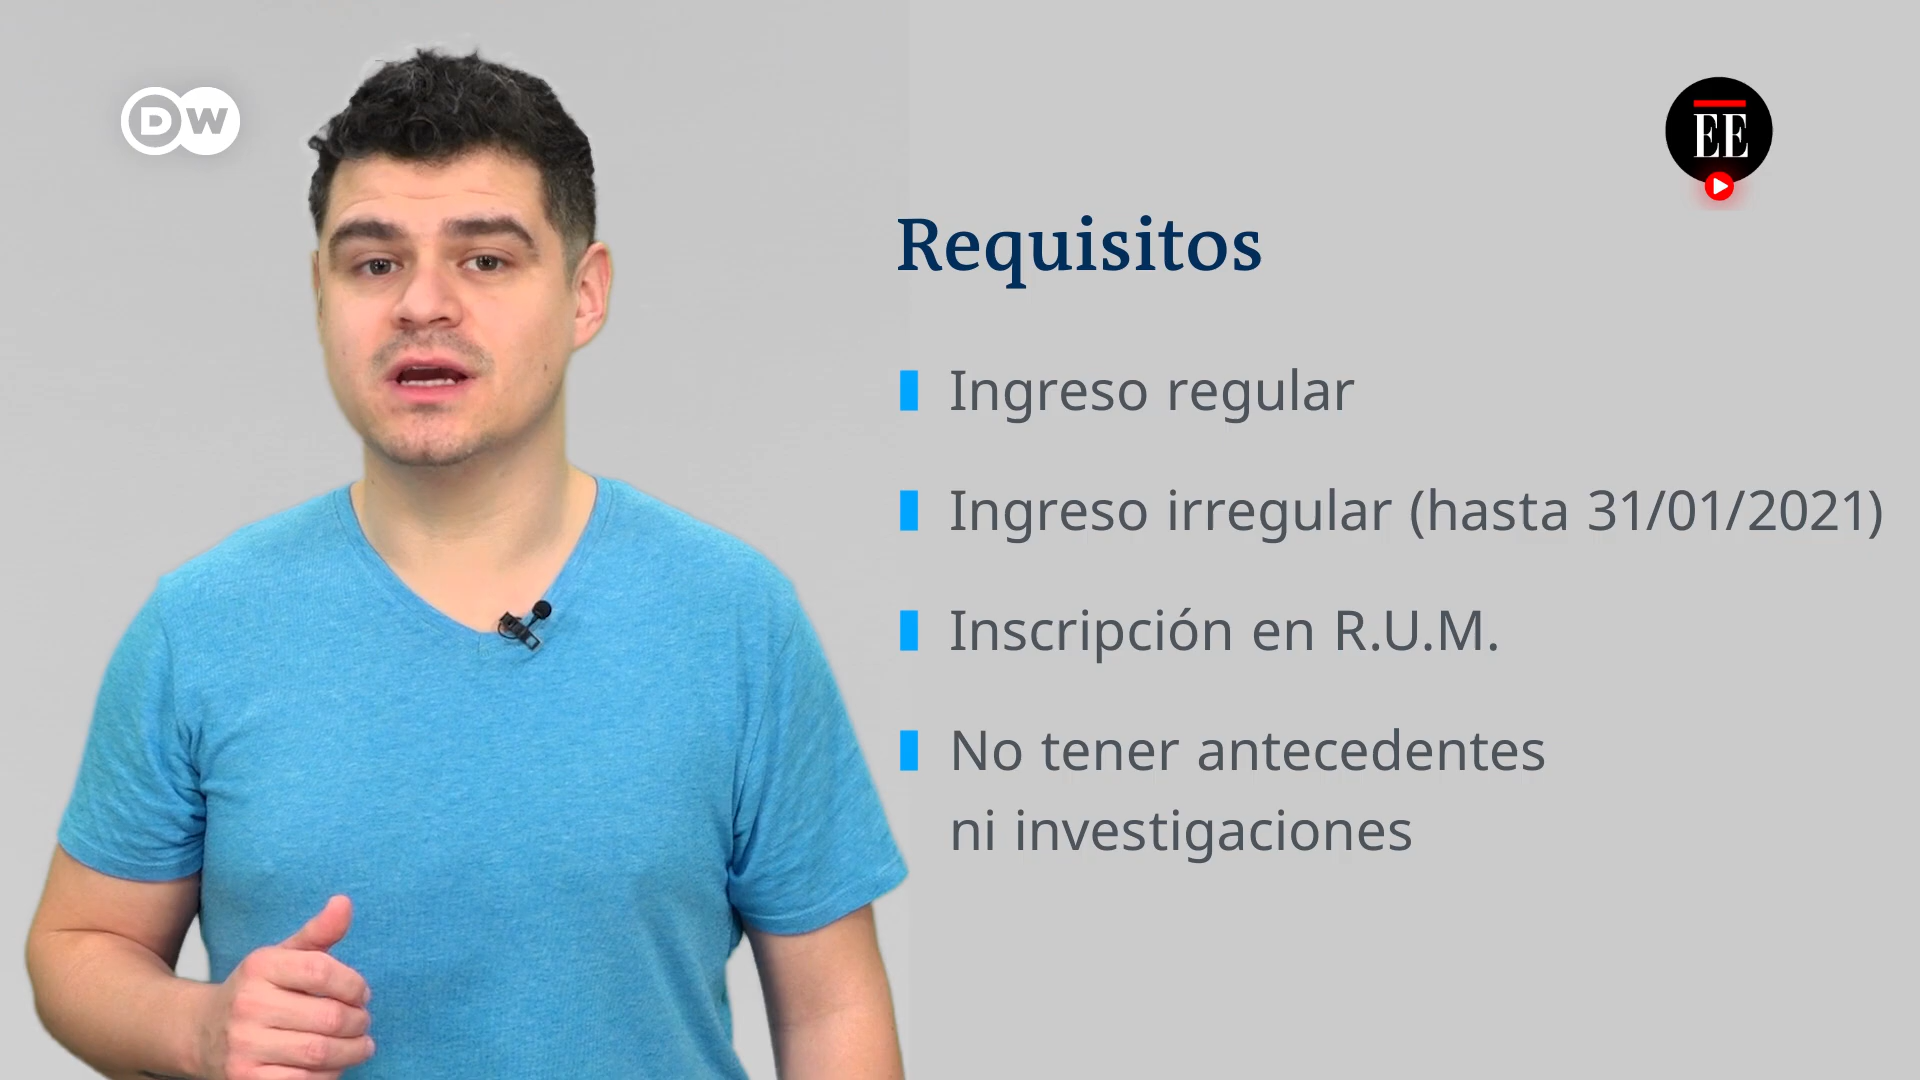 DW
EE
Requisitos
Ingreso regular
Ingreso irregular (hasta 31/01/2021)
Inscripción en R.U.M.
No tener antecedentes
ni investigaciones